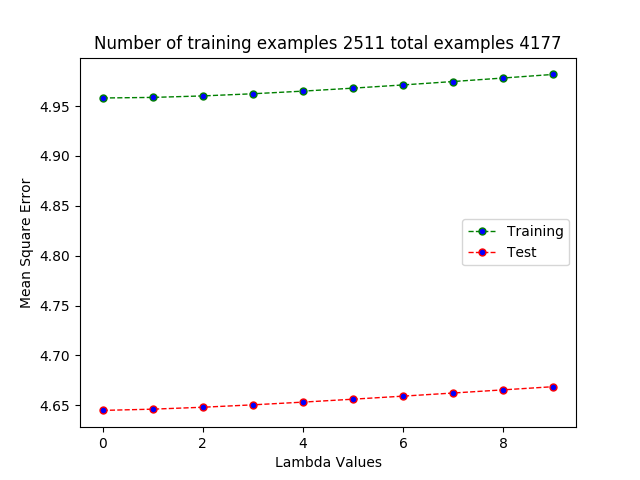 Number of training examples 2511 total examples 4177
Mean Square Error
4.95
4.90
4.85
4.80
4.75
4.70
4.65
Training
Test
0 2 4 6 8
Lambda Values